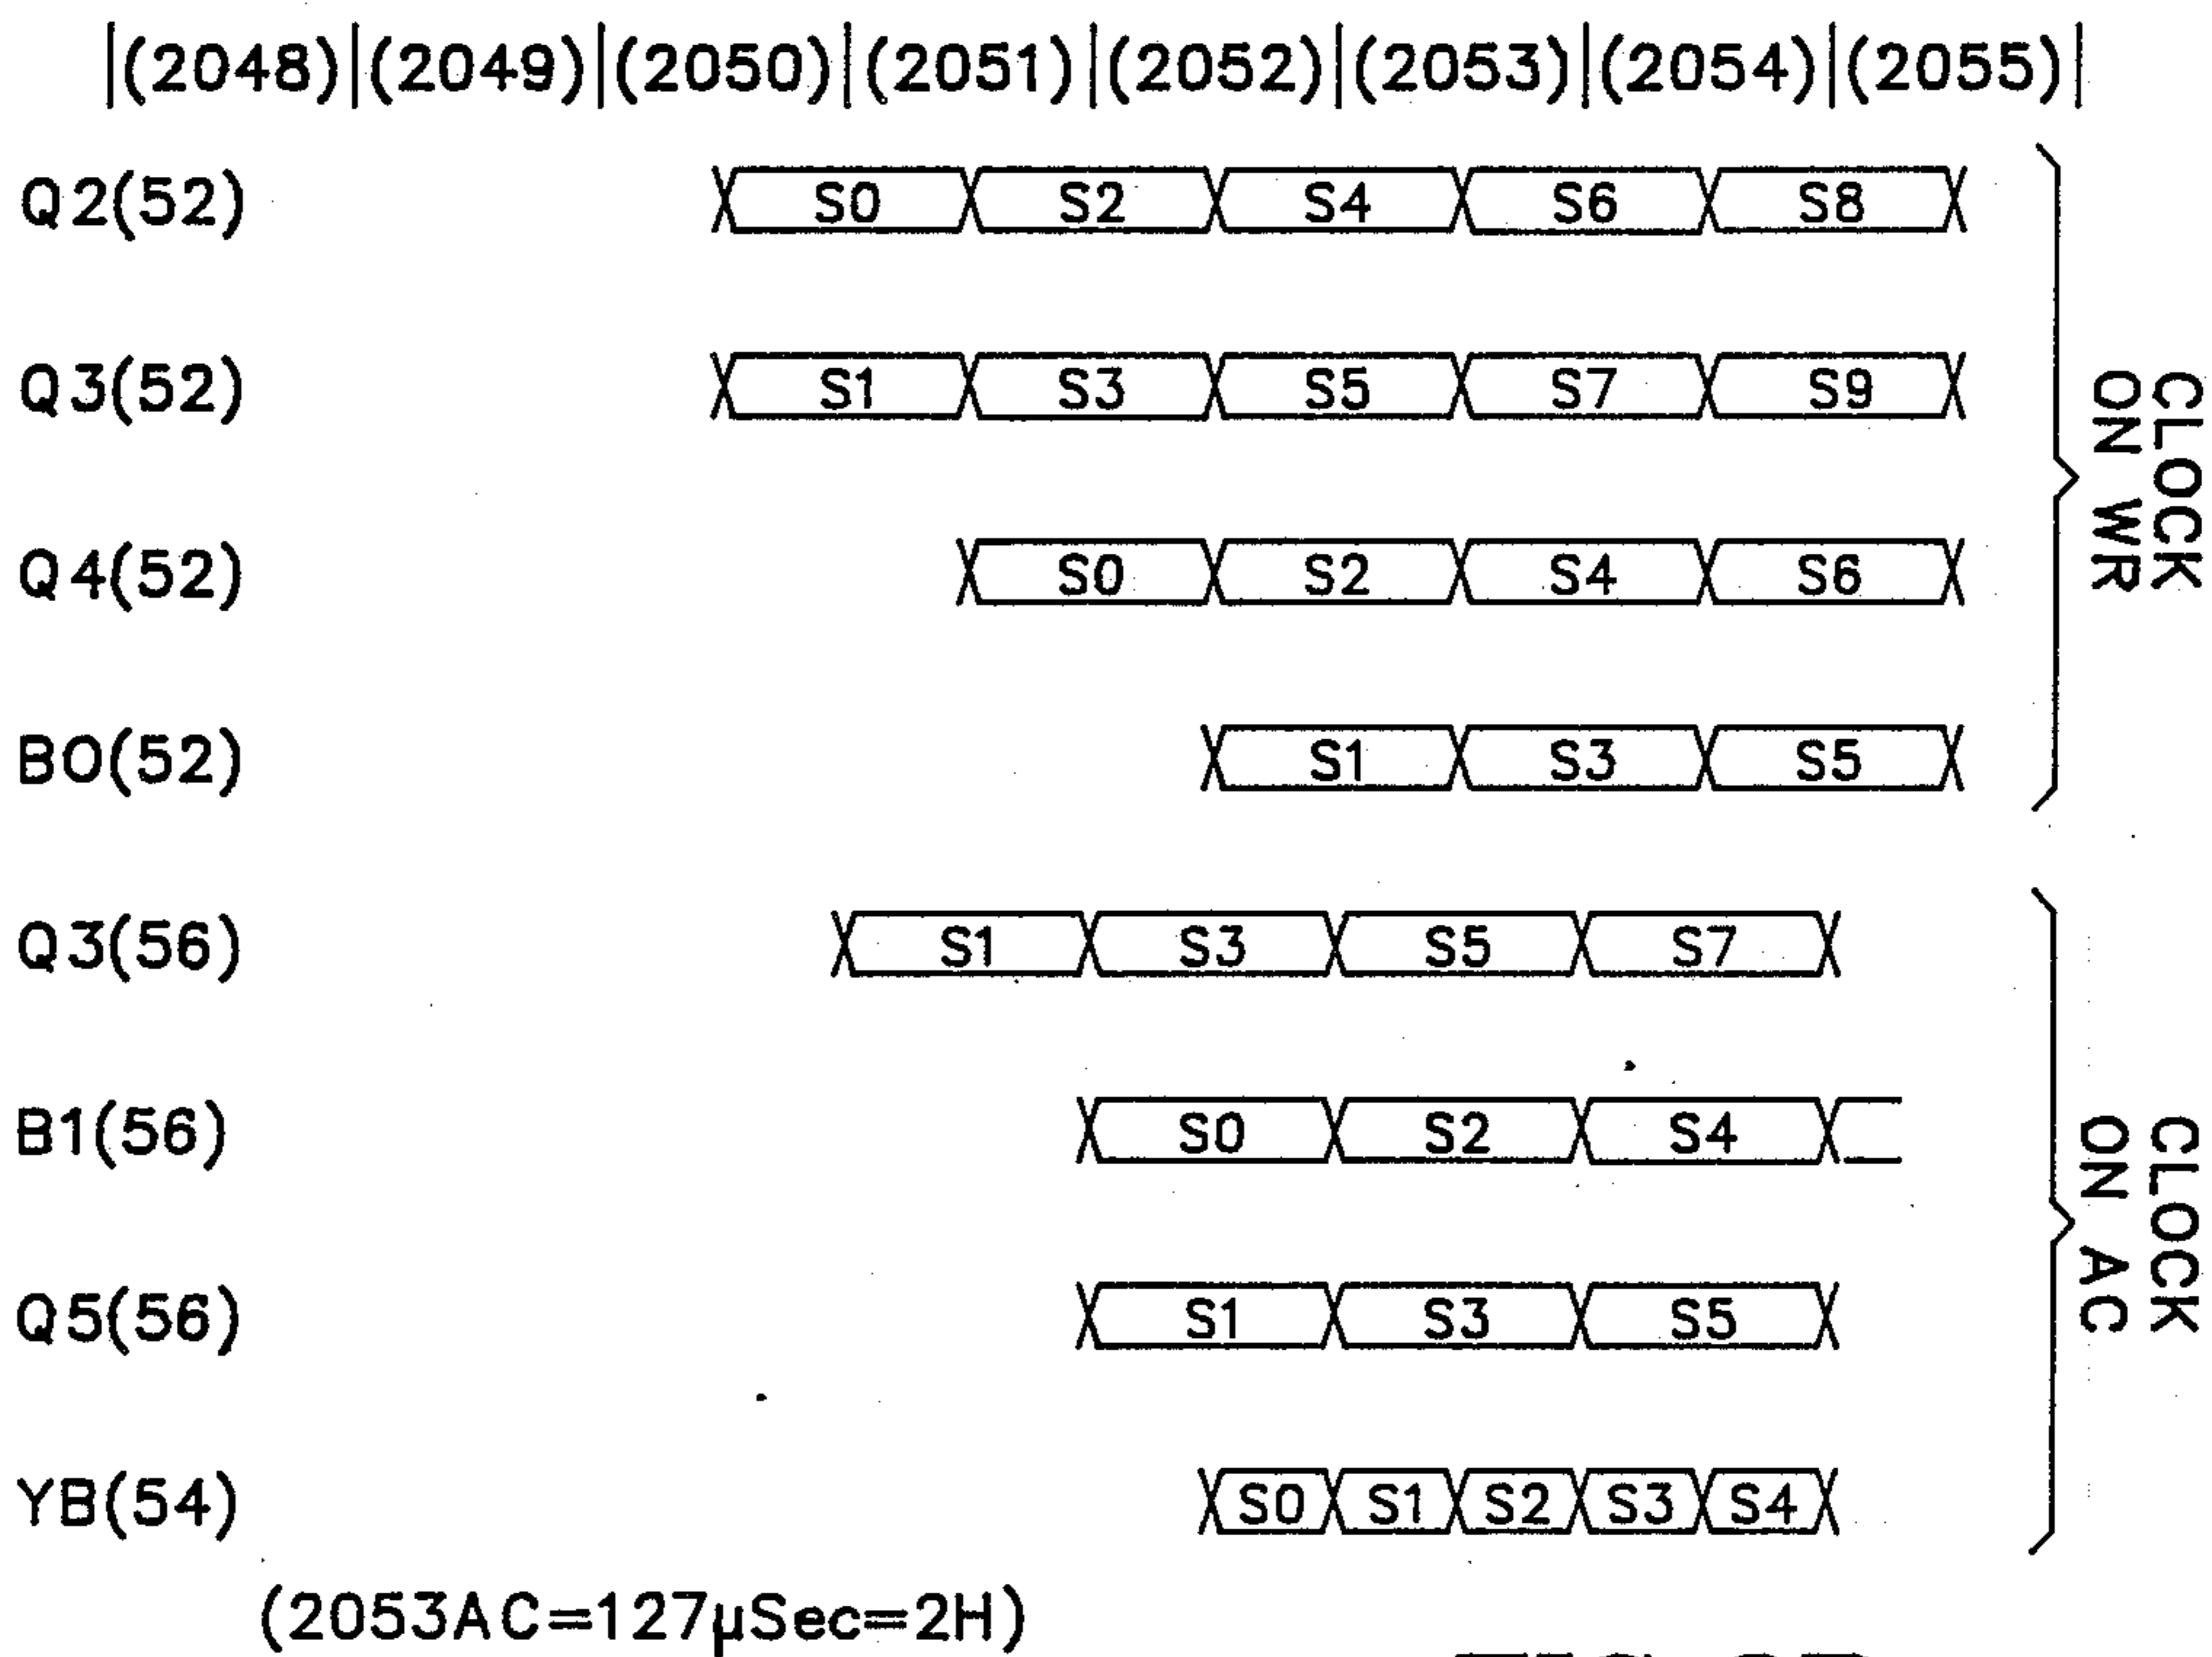 |(2048)|(2049)|(2050)|(2051)|(2052)|(2053)|(2054)|(2055)|
Q2(52) S0 S2 S4 S6 S8
Q3(52) S1 S3 S5 S7 S9
Q4(52) S0 S2 S4 S6
B0(52) S1 S3 S5
CLOCK
ON WR
Q3(56) S1 S3 S5 S7
B1(56) S0 S2 S4
Q5(56) S1 S3 S5
YB(54) S0 S1 S2 S3 S4
CLOCK
ON AC
(2053AC=127μSec=2H)